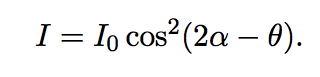 I = I₀ cos²(2α − θ).